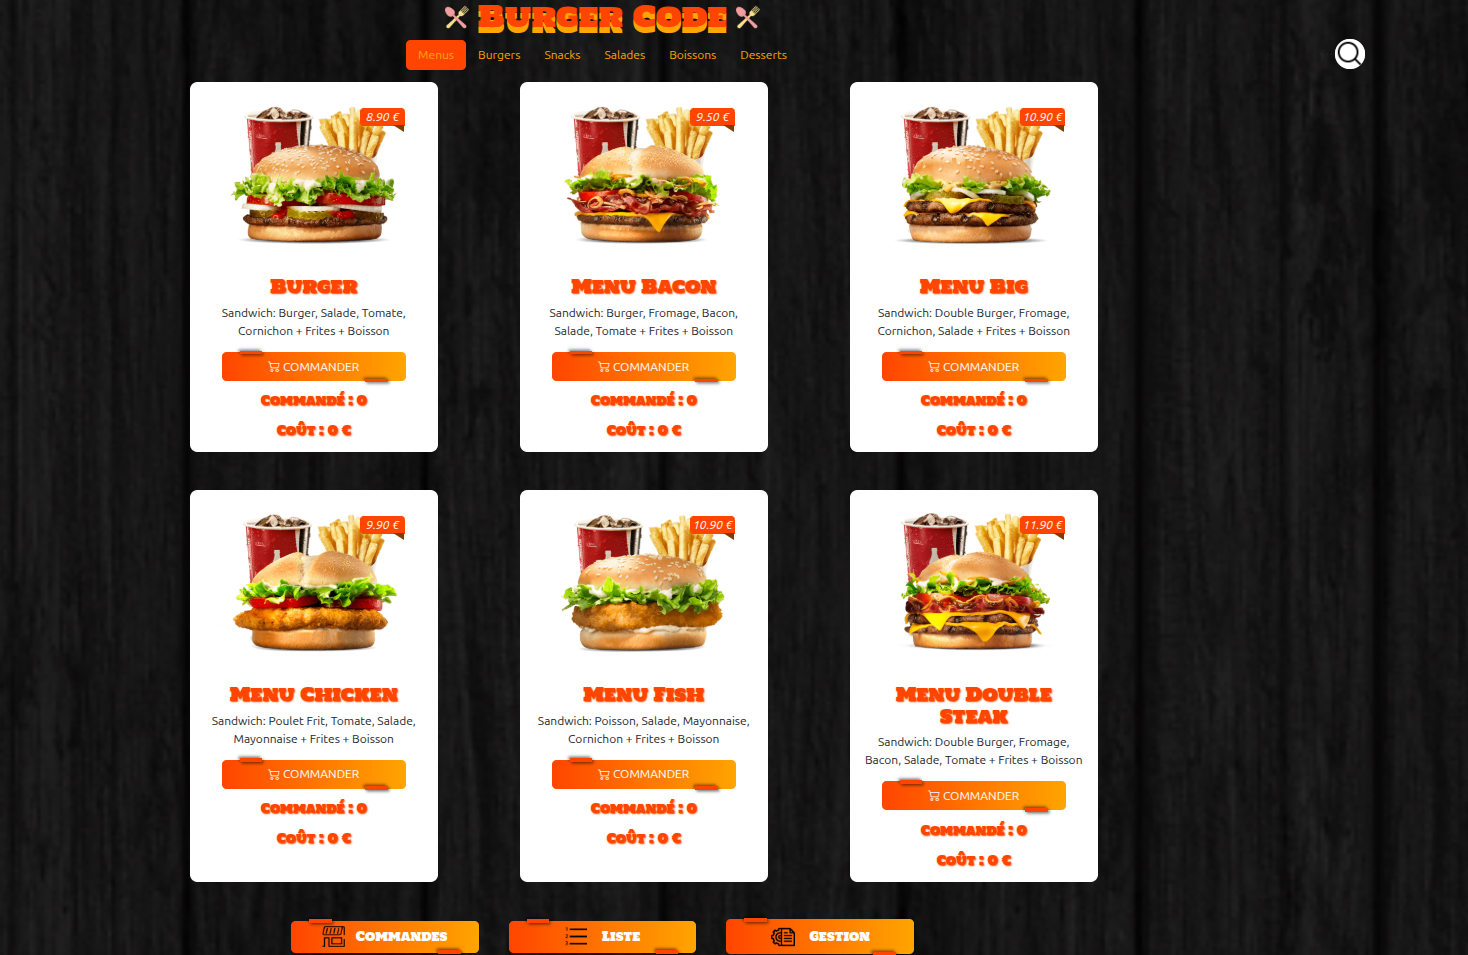 Burger Code
Menus Burgers Snacks Salades Boissons Desserts
8.90 €
Burger
Sandwich: Burger, Salade, Tomate,
Cornichon + Frites + Boisson
COMMANDER
Commandé : 0
Coût : 0 €
9.50 €
Menu Bacon
Sandwich: Burger, Fromage, Bacon,
Salade, Tomate + Frites + Boisson
COMMANDER
Commandé : 0
Coût : 0 €
10.90 €
Menu Big
Sandwich: Double Burger, Fromage,
Cornichon, Salade + Frites + Boisson
COMMANDER
Commandé : 0
Coût : 0 €
9.90 €
Menu Chicken
Sandwich: Poulet Frit, Tomate, Salade,
Mayonnaise + Frites + Boisson
COMMANDER
Commandé : 0
Coût : 0 €
10.90 €
Menu Fish
Sandwich: Poisson, Salade, Mayonnaise,
Cornichon + Frites + Boisson
COMMANDER
Commandé : 0
Coût : 0 €
11.90 €
Menu Double
Steak
Sandwich: Double Burger, Fromage,
Bacon, Salade, Tomate + Frites + Boisson
COMMANDER
Commandé : 0
Coût : 0 €
Commandes
Liste
Gestion